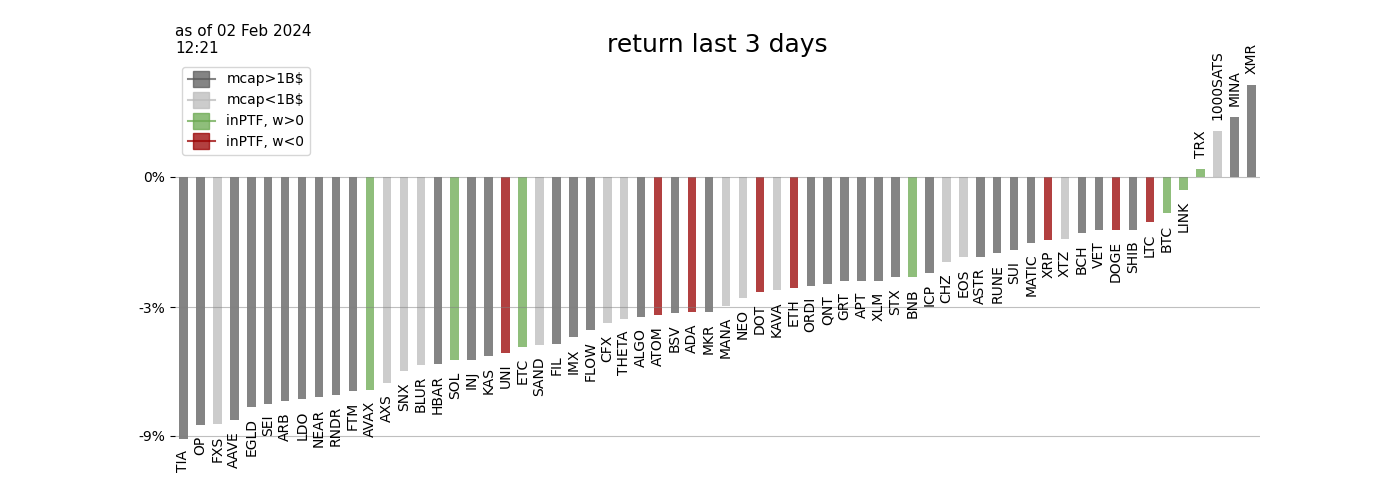 as of 02 Feb 2024
12:21
return last 3 days
mcap>1B$
mcap<1B$
inPTF, w>0
inPTF, w<0
0%
-3%
-9%
TIA
OP
FXS
AAVE
EGLD
SEI
ARB
LDO
NEAR
RNDR
FTM
AVAX
AXS
SNX
BLUR
HBAR
SOL
INJ
KAS
UNI
ETC
SAND
FIL
IMX
FLOW
CFX
THETA
ALGO
ATOM
BSV
ADA
MKR
MANA
NEO
DOT
KAVA
ETH
ORDI
QNT
GRT
APT
XLM
STX
BNB
ICP
CHZ
EOS
ASTR
RUNE
SUI
MATIC
XRP
XTZ
BCH
VET
DOGE
SHIB
LTC
BTC
LINK
TRX
1000SATS
MINA
XMR